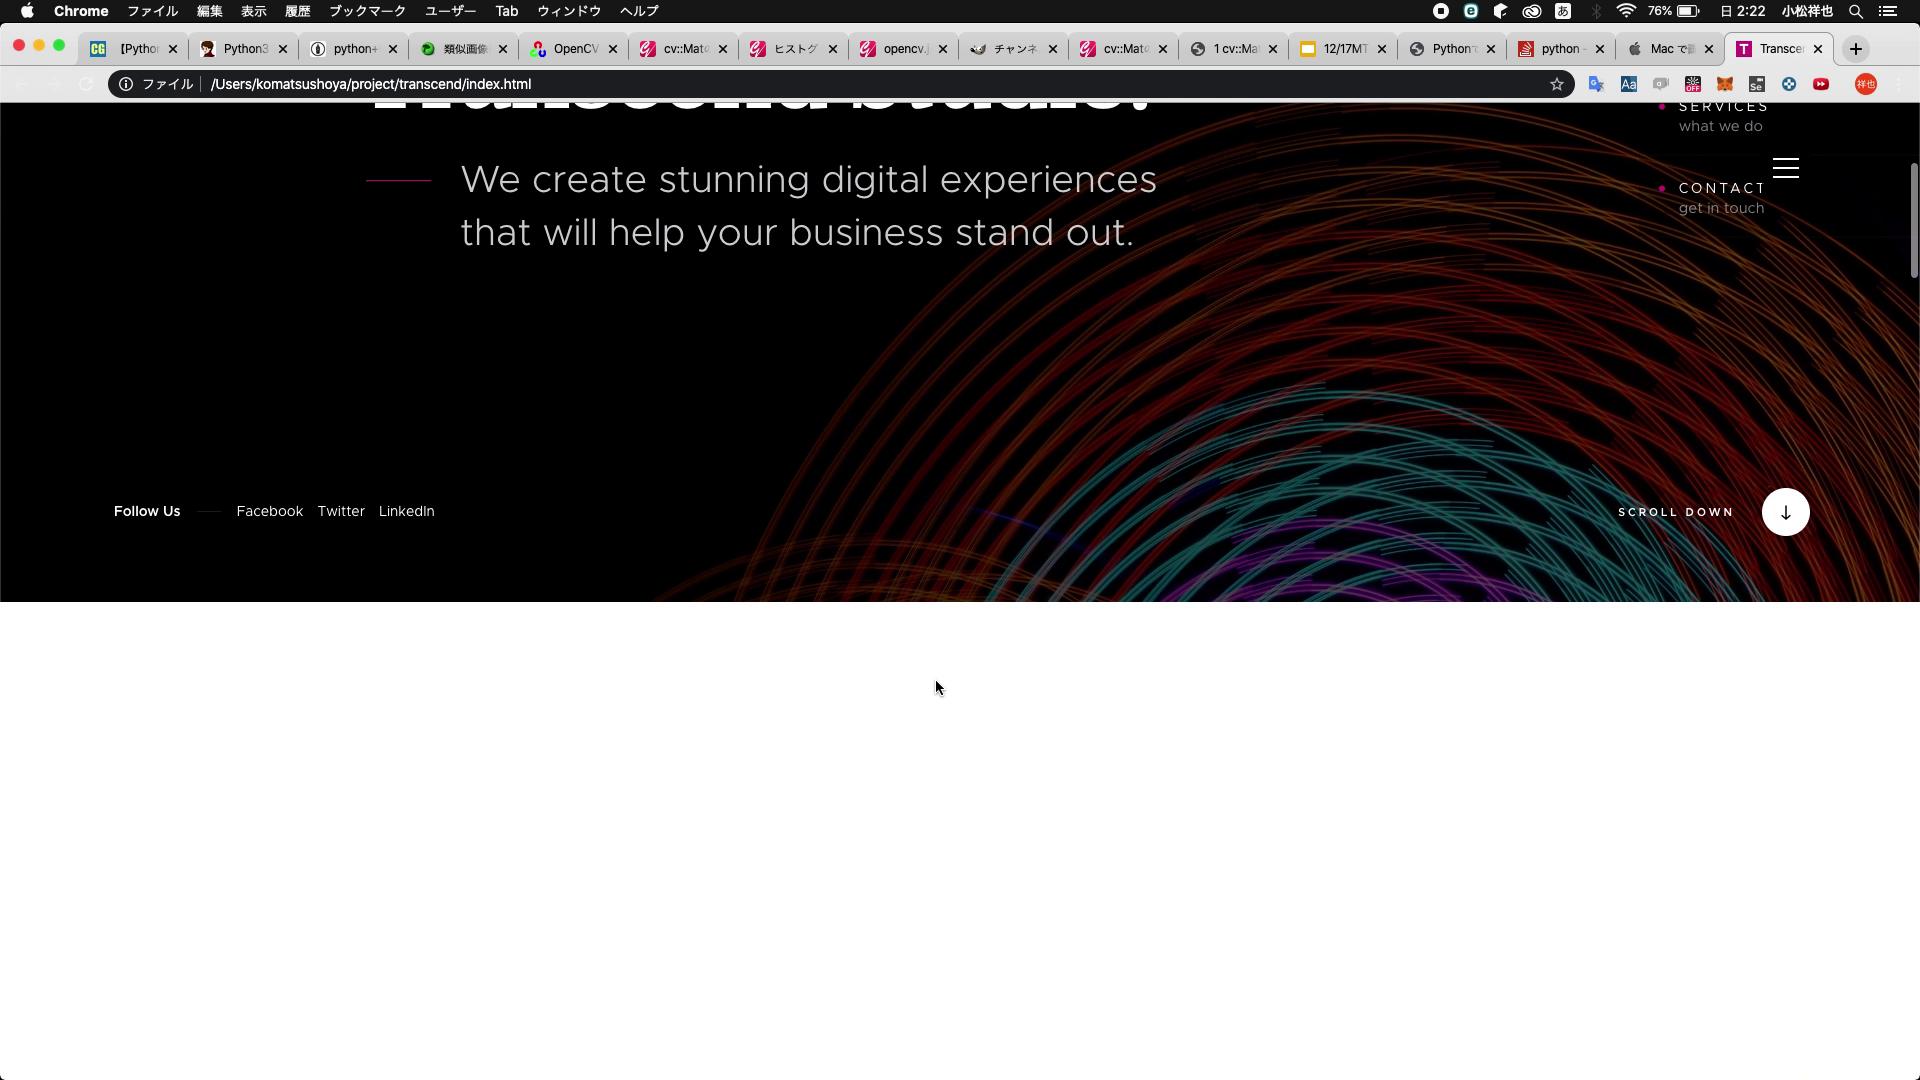 Chrome ファイル 編集 表示 履歴 ブックマーク ユーザー Tab ウィンドウ ヘルプ 76% 日 2:22 小松祥也
【Pytho Python3 python+ 類似画像 OpenCV cv::Mat ヒストグ opencv. チャンネ cv::Mat 1 cv::Ma 12/17MT Python python - Mac で Transce
ファイル /Users/komatsushoya/project/transcend/index.html 祥也
SERVICES
what we do
We create stunning digital experiences
that will help your business stand out.
CONTACT
get in touch
Follow Us Facebook Twitter LinkedIn
SCROLL DOWN